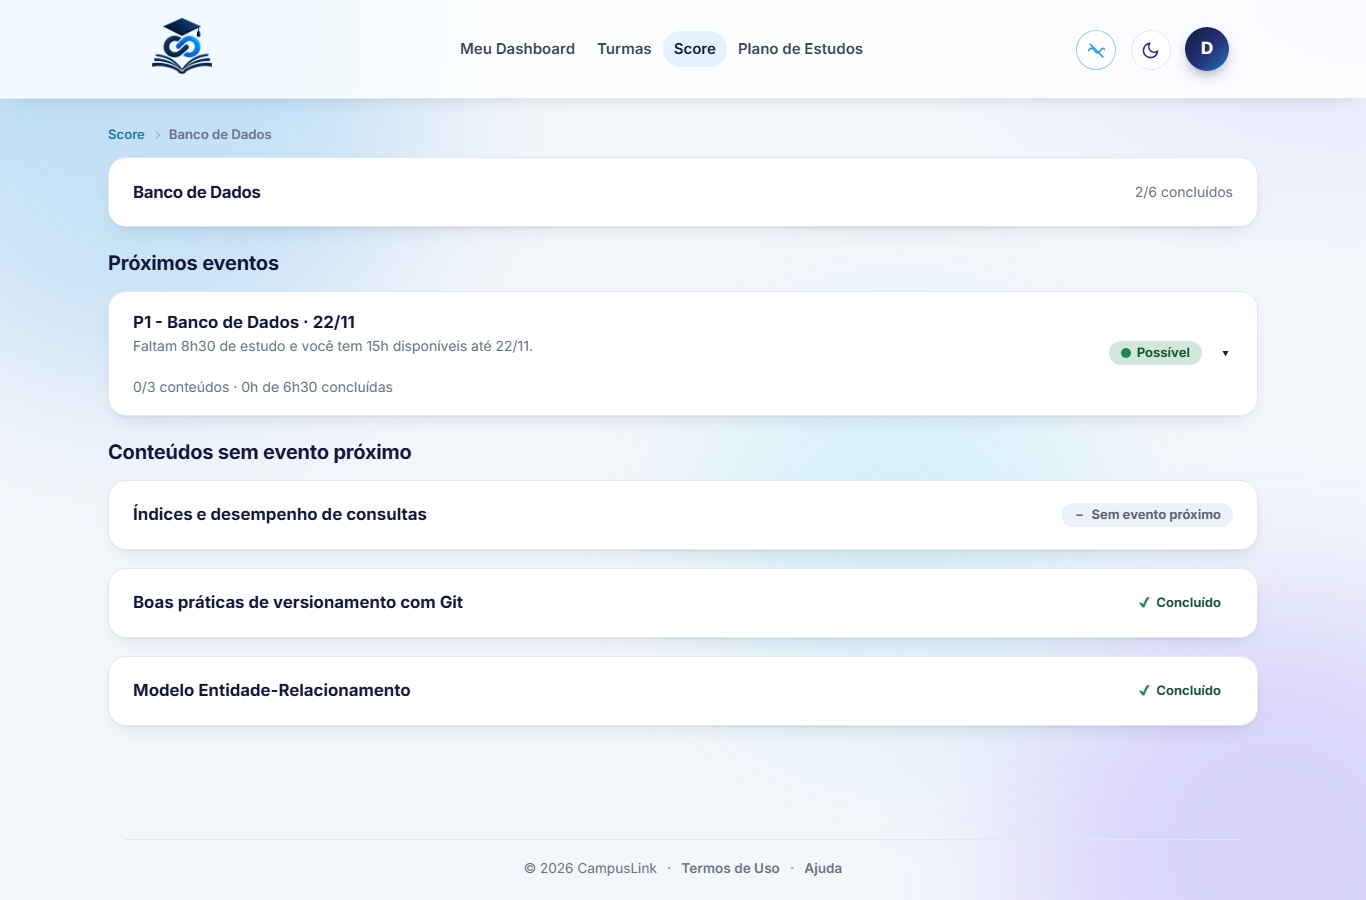 Meu Dashboard Turmas Score Plano de Estudos D
Score > Banco de Dados
Banco de Dados 2/6 concluídos
Próximos eventos
P1 - Banco de Dados · 22/11
Faltam 8h30 de estudo e você tem 15h disponíveis até 22/11.
Possível
0/3 conteúdos · 0h de 6h30 concluídas
Conteúdos sem evento próximo
Índices e desempenho de consultas – Sem evento próximo
Boas práticas de versionamento com Git ✓ Concluído
Modelo Entidade-Relacionamento ✓ Concluído
© 2026 CampusLink · Termos de Uso · Ajuda